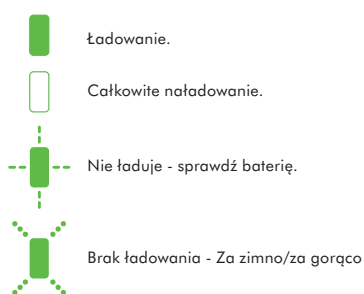 Ładowanie.
Całkowite naładowanie.
Nie ładuje - sprawdź baterię.
Brak ładowania - Za zimno/za gorąco